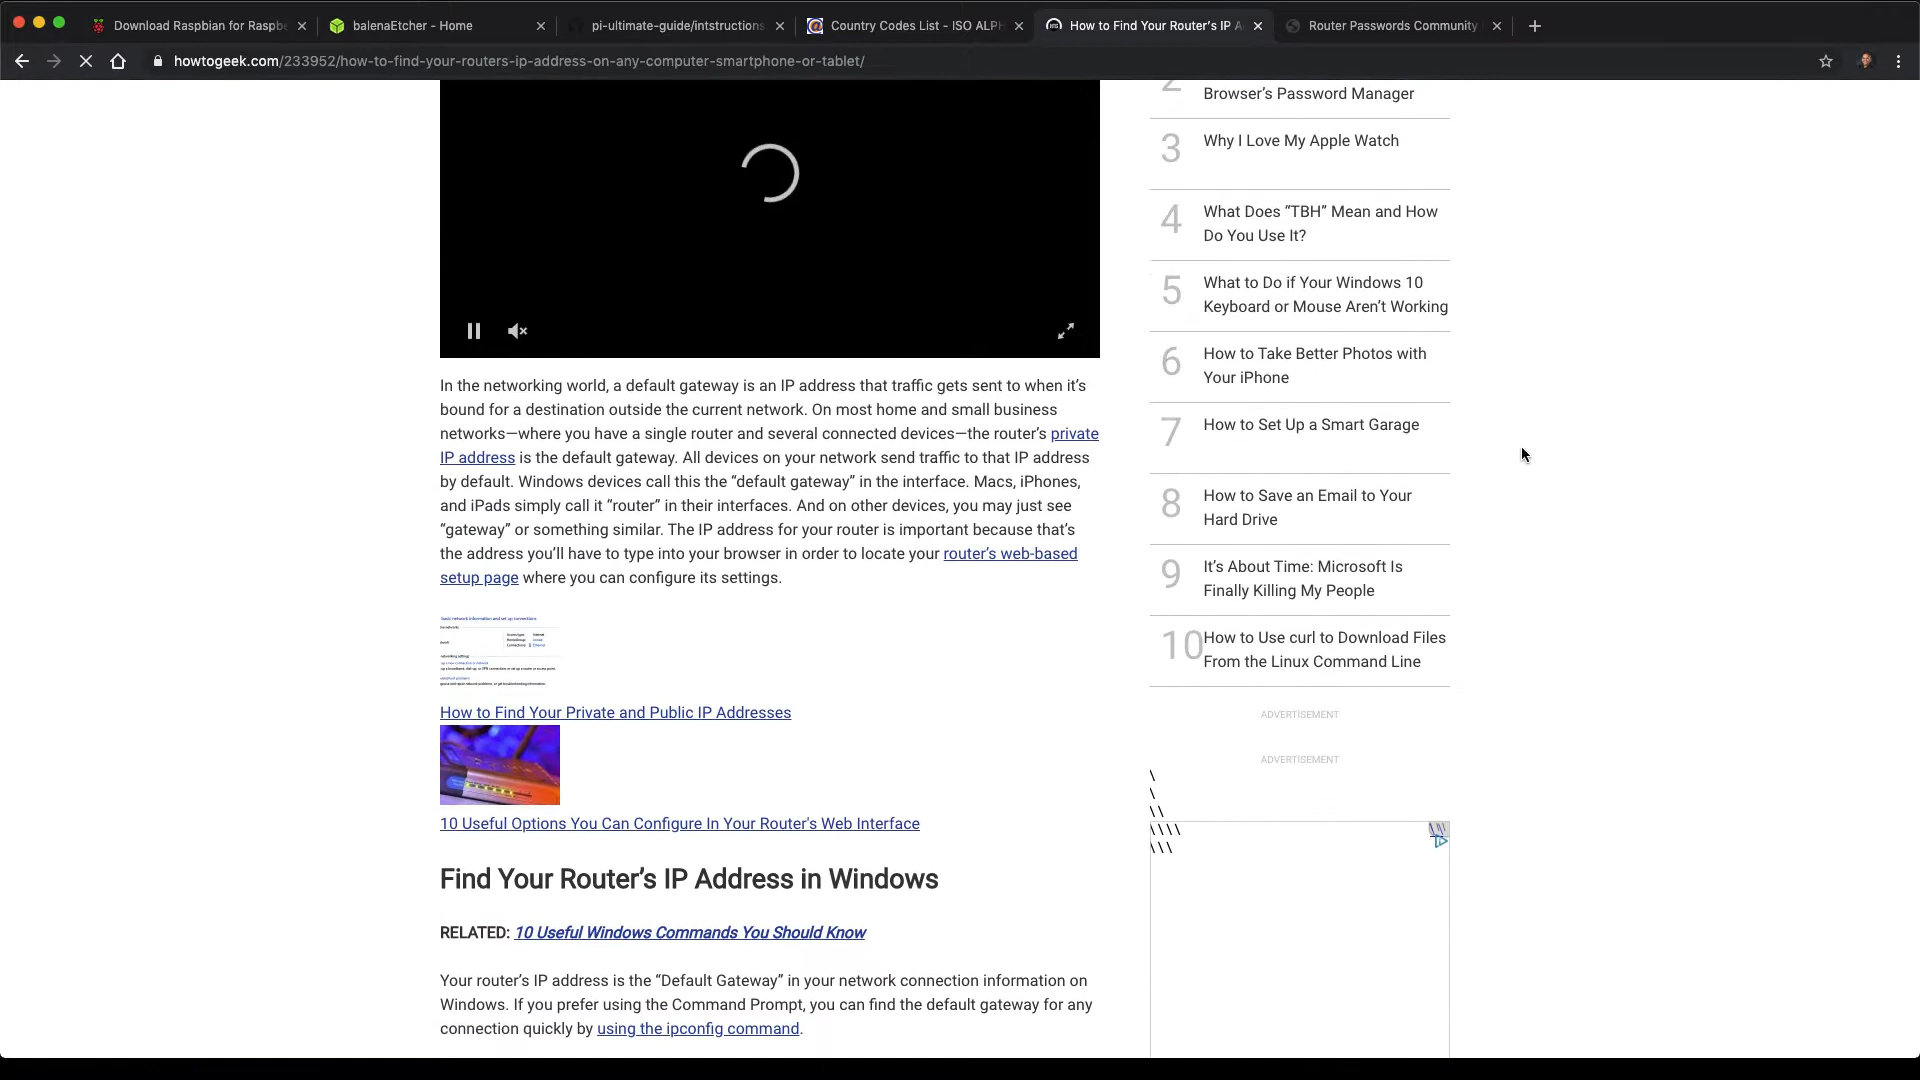 Download Raspbian for Raspbe
balenaEtcher - Home
pi-ultimate-guide/intstructions.
Country Codes List - ISO ALPH
How to Find Your Router's IP A
Router Passwords Community
howtogeek.com/233952/how-to-find-your-routers-ip-address-on-any-computer-smartphone-or-tablet/
In the networking world, a default gateway is an IP address that traffic gets sent to when it’s
bound for a destination outside the current network. On most home and small business
networks—where you have a single router and several connected devices—the router’s private
IP address is the default gateway. All devices on your network send traffic to that IP address
by default. Windows devices call this the “default gateway” in the interface. Macs, iPhones,
and iPads simply call it “router” in their interfaces. And on other devices, you may just see
“gateway” or something similar. The IP address for your router is important because that’s
the address you’ll have to type into your browser in order to locate your router’s web-based
setup page where you can configure its settings.
basic network information and set up connections.
How to Find Your Private and Public IP Addresses
10 Useful Options You Can Configure In Your Router's Web Interface
Find Your Router’s IP Address in Windows
RELATED: 10 Useful Windows Commands You Should Know
Your router’s IP address is the “Default Gateway” in your network connection information on
Windows. If you prefer using the Command Prompt, you can find the default gateway for any
connection quickly by using the ipconfig command.
2
Browser’s Password Manager
3 Why I Love My Apple Watch
4 What Does “TBH” Mean and How
Do You Use It?
5 What to Do if Your Windows 10
Keyboard or Mouse Aren’t Working
6 How to Take Better Photos with
Your iPhone
7 How to Set Up a Smart Garage
8 How to Save an Email to Your
Hard Drive
9 It’s About Time: Microsoft Is
Finally Killing My People
10 How to Use curl to Download Files
From the Linux Command Line
ADVERTISEMENT
ADVERTISEMENT
\
\
\\
\\\\
\\\